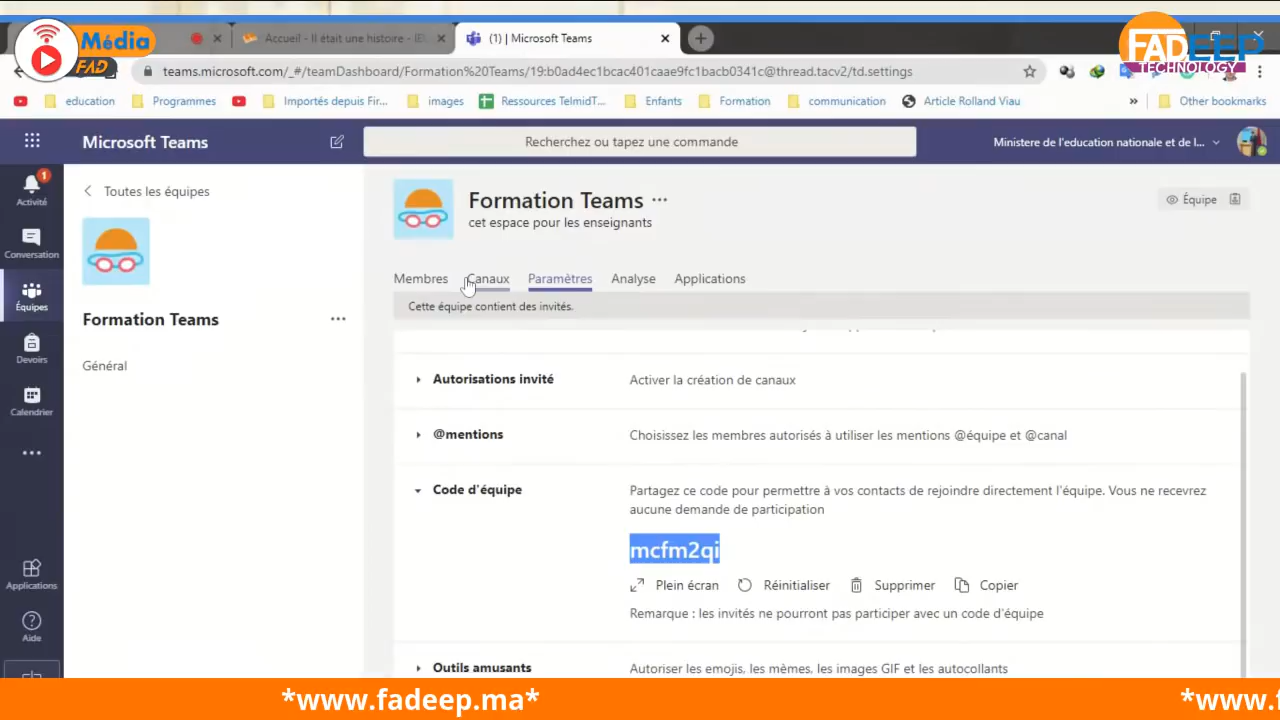 Média
FAD
Accueil - Il était une histoire - IEl
(1) | Microsoft Teams
FADEEP
TECHNOLOGY
teams.microsoft.com/_#/teamDashboard/Formation%20Teams/19:b0ad4ec1bcac401caae9fc1bacb0341c@thread.tacv2/td.settings
education
Programmes
Importés depuis Fir...
images
Ressources TelmidT...
Enfants
Formation
communication
Article Rolland Viau
»
Other bookmarks
Microsoft Teams
Recherchez ou tapez une commande
Ministere de l'education nationale et de l...
1
Activité
Conversation
Équipes
Devoirs
Calendrier
Applications
Aide
Toutes les équipes
Formation Teams
Général
Formation Teams
cet espace pour les enseignants
Équipe
Membres Canaux Paramètres Analyse Applications
Cette équipe contient des invités.
Autorisations invité Activer la création de canaux
@mentions Choisissez les membres autorisés à utiliser les mentions @équipe et @canal
Code d'équipe Partagez ce code pour permettre à vos contacts de rejoindre directement l'équipe. Vous ne recevrez
aucune demande de participation
mcfm2qi
Plein écran Réinitialiser Supprimer Copier
Remarque : les invités ne pourront pas participer avec un code d'équipe
Outils amusants Autoriser les emojis, les mèmes, les images GIF et les autocollants
*www.fadeep.ma* *www.f